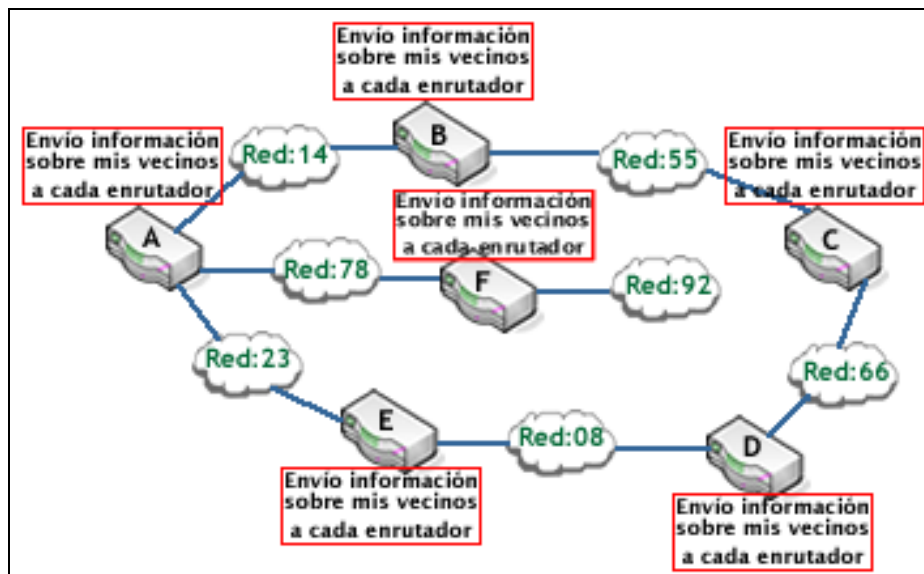 Envío información
sobre mis vecinos
a cada enrutador
B
Envío información
sobre mis vecinos
a cada enrutador
Red:14
Red:55
Envío información
sobre mis vecinos
a cada enrutador
A
Envío información
sobre mis vecinos
a cada enrutador
C
Red:78
F
Red:92
Red:23
Red:66
E
Red:08
D
Envío información
sobre mis vecinos
a cada enrutador
Envío información
sobre mis vecinos
a cada enrutador